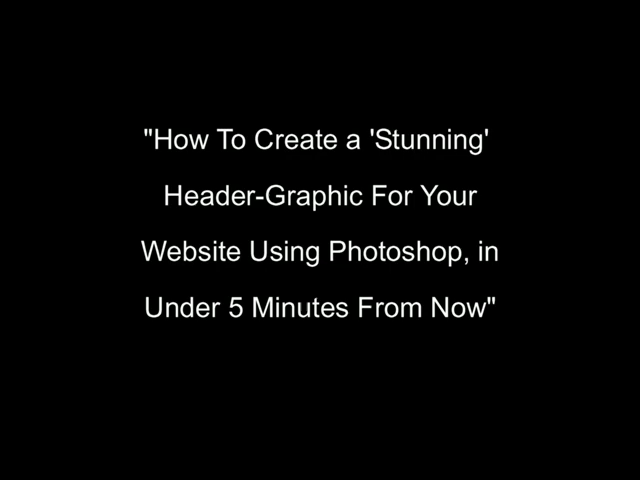 "How To Create a 'Stunning'
Header-Graphic For Your
Website Using Photoshop, in
Under 5 Minutes From Now"